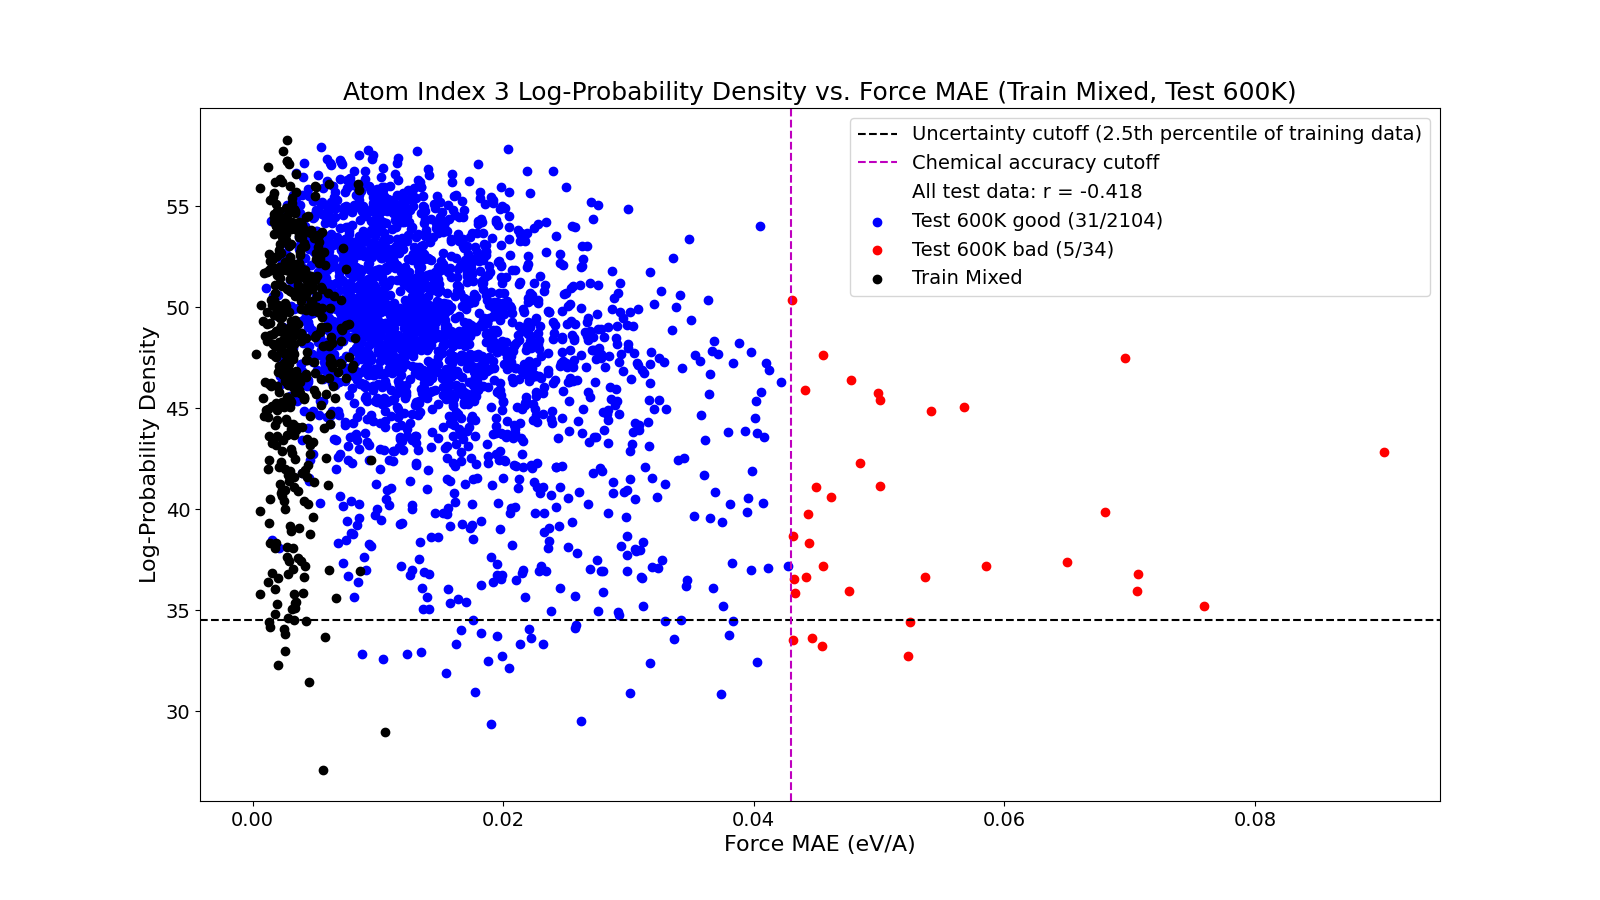 Atom Index 3 Log-Probability Density vs. Force MAE (Train Mixed, Test 600K)
Uncertainty cutoff (2.5th percentile of training data)
Chemical accuracy cutoff
All test data: r = -0.418
Test 600K good (31/2104)
Test 600K bad (5/34)
Train Mixed
Log-Probability Density
55
50
45
40
35
30
0.00 0.02 0.04 0.06 0.08
Force MAE (eV/A)